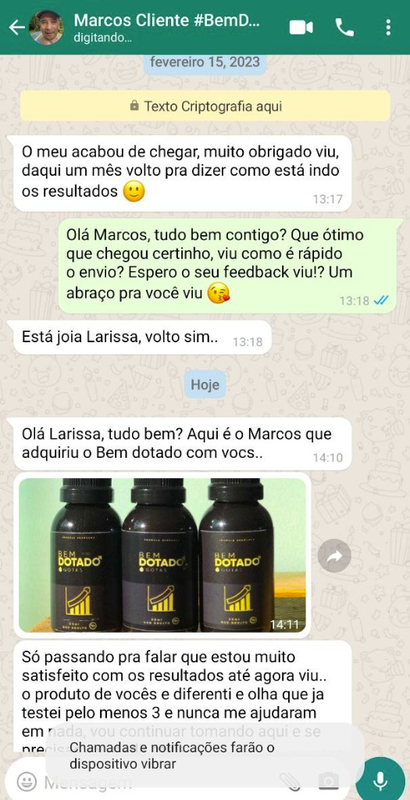 Marcos Cliente #BemD...
digitando...
fevereiro 15, 2023
Texto Criptografia aqui
O meu acabou de chegar, muito obrigado viu,
daqui um mês volto pra dizer como está indo
os resultados
13:17
Olá Marcos, tudo bem contigo? Que ótimo
que chegou certinho, viu como é rápido
o envio? Espero o seu feedback viu!? Um
abraço pra você viu
13:18
Está joia Larissa, volto sim..
13:18
Hoje
Olá Larissa, tudo bem? Aqui é o Marcos que
adquiriu o Bem dotado com vocs..
14:10
BEM
DOTADO
GOTAS
BEM
DOTADO
GOTAS
BEM
DOTADO
14:11
Só passando pra falar que estou muito
satisfeito com os resultados até agora viu..
o produto de vocês e diferenti e olha que ja
testei pelo menos 3 e nunca me ajudaram
em nada, vou continuar tomando aqui e se
Chamadas e notificações farão o
dispositivo vibrar
Mensagem